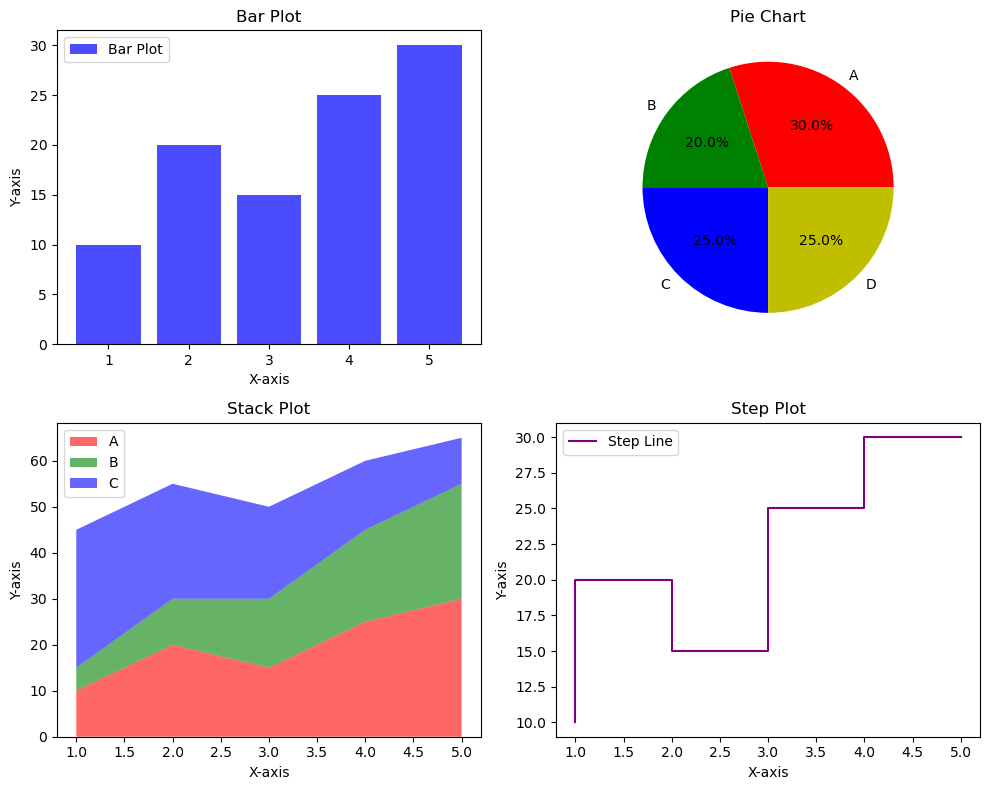 Bar Plot
Bar Plot
30
25
20
15
10
5
0
Y-axis
1 2 3 4 5
X-axis
Pie Chart
A
B
30.0%
20.0%
25.0% 25.0%
C D
Stack Plot
A
B
C
60
50
40
30
20
10
0
Y-axis
1.0 1.5 2.0 2.5 3.0 3.5 4.0 4.5 5.0
X-axis
Step Plot
Step Line
30.0
27.5
25.0
22.5
20.0
17.5
15.0
12.5
10.0
Y-axis
1.0 1.5 2.0 2.5 3.0 3.5 4.0 4.5 5.0
X-axis